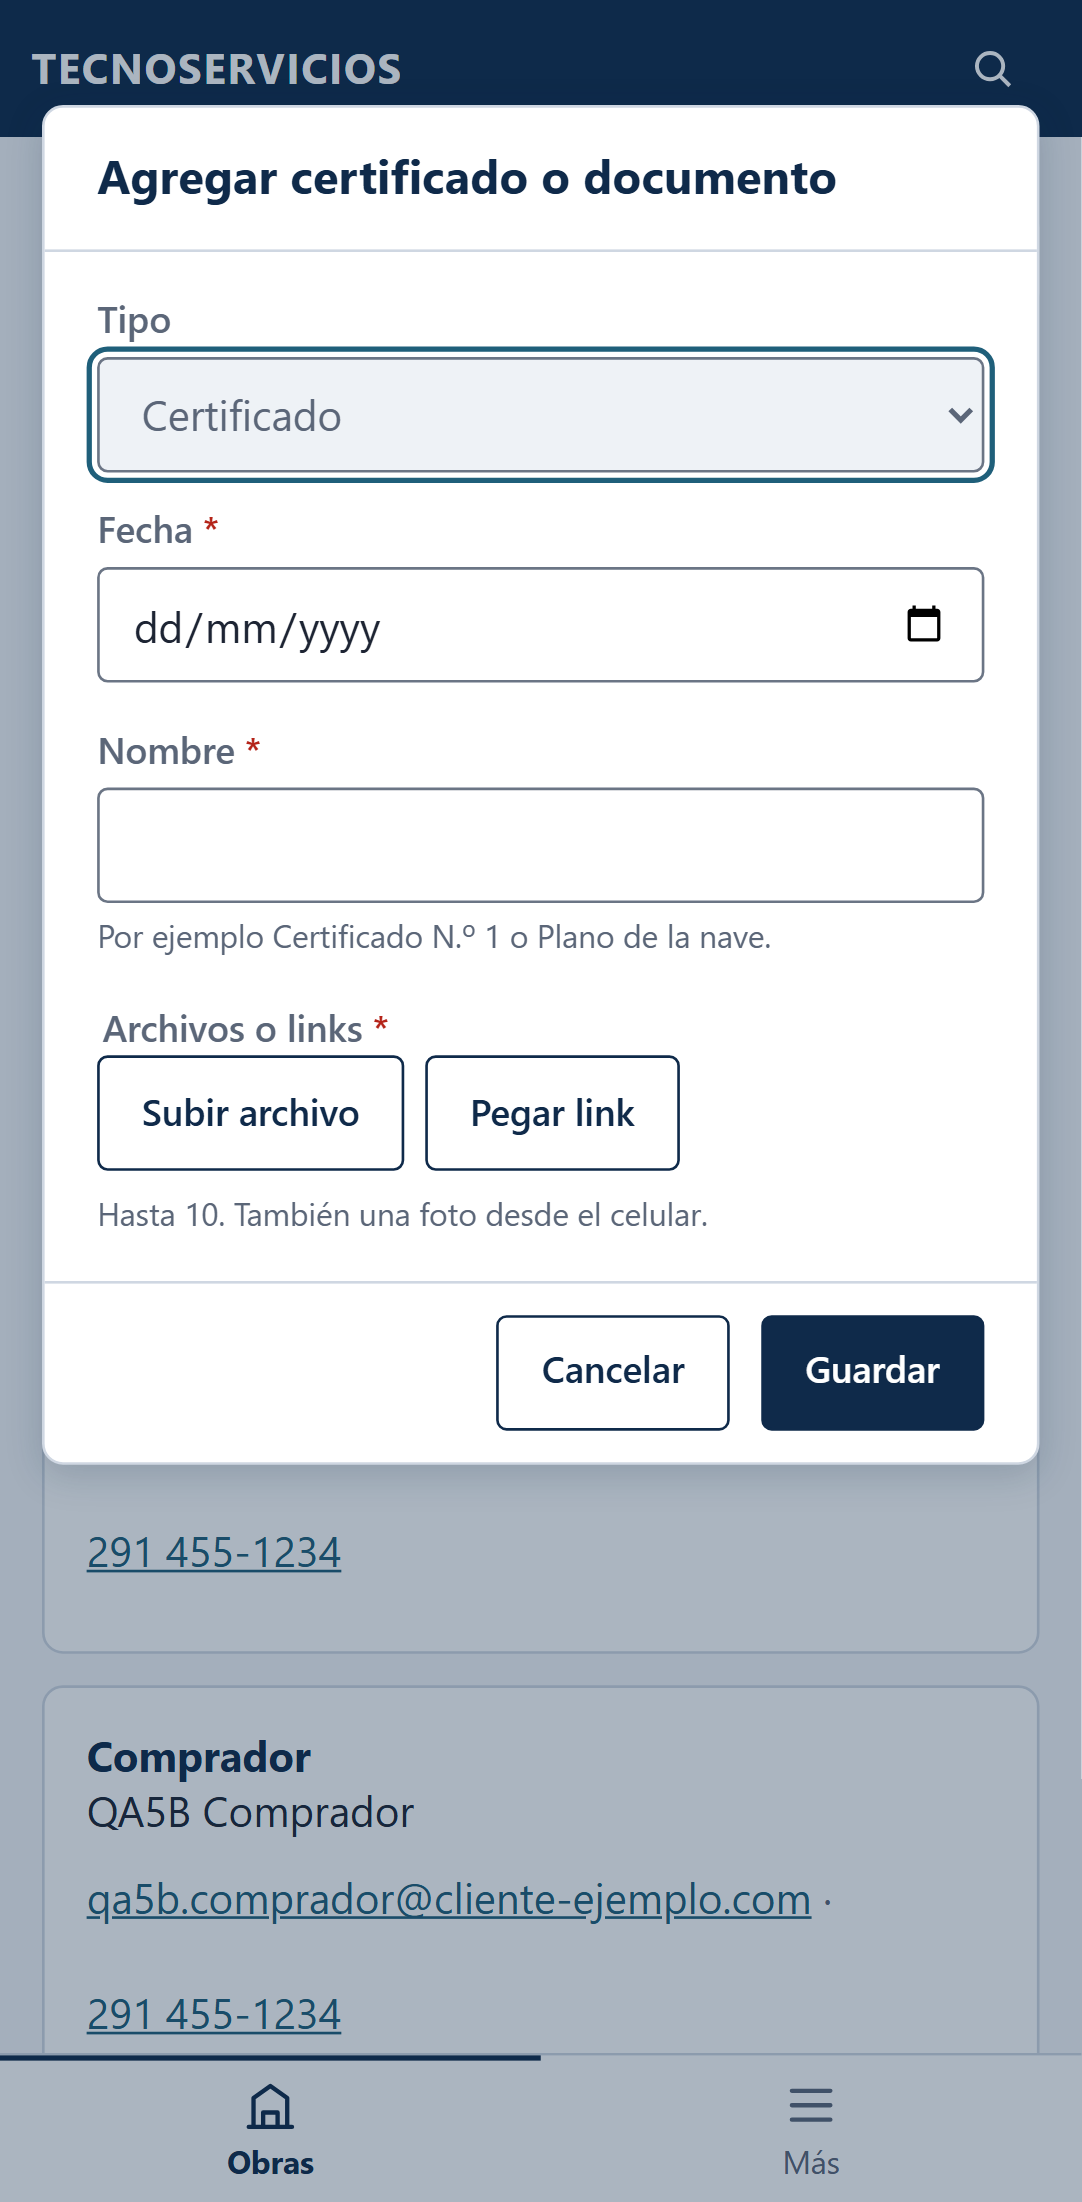 TECNOSERVICIOS
Agregar certificado o documento
Tipo
Certificado
Fecha *
dd/mm/yyyy
Nombre *
Por ejemplo Certificado N.º 1 o Plano de la nave.
Archivos o links *
Subir archivo
Pegar link
Hasta 10. También una foto desde el celular.
Cancelar
Guardar
291 455-1234
Comprador
QA5B Comprador
qa5b.comprador@cliente-ejemplo.com ·
291 455-1234
Obras
Más